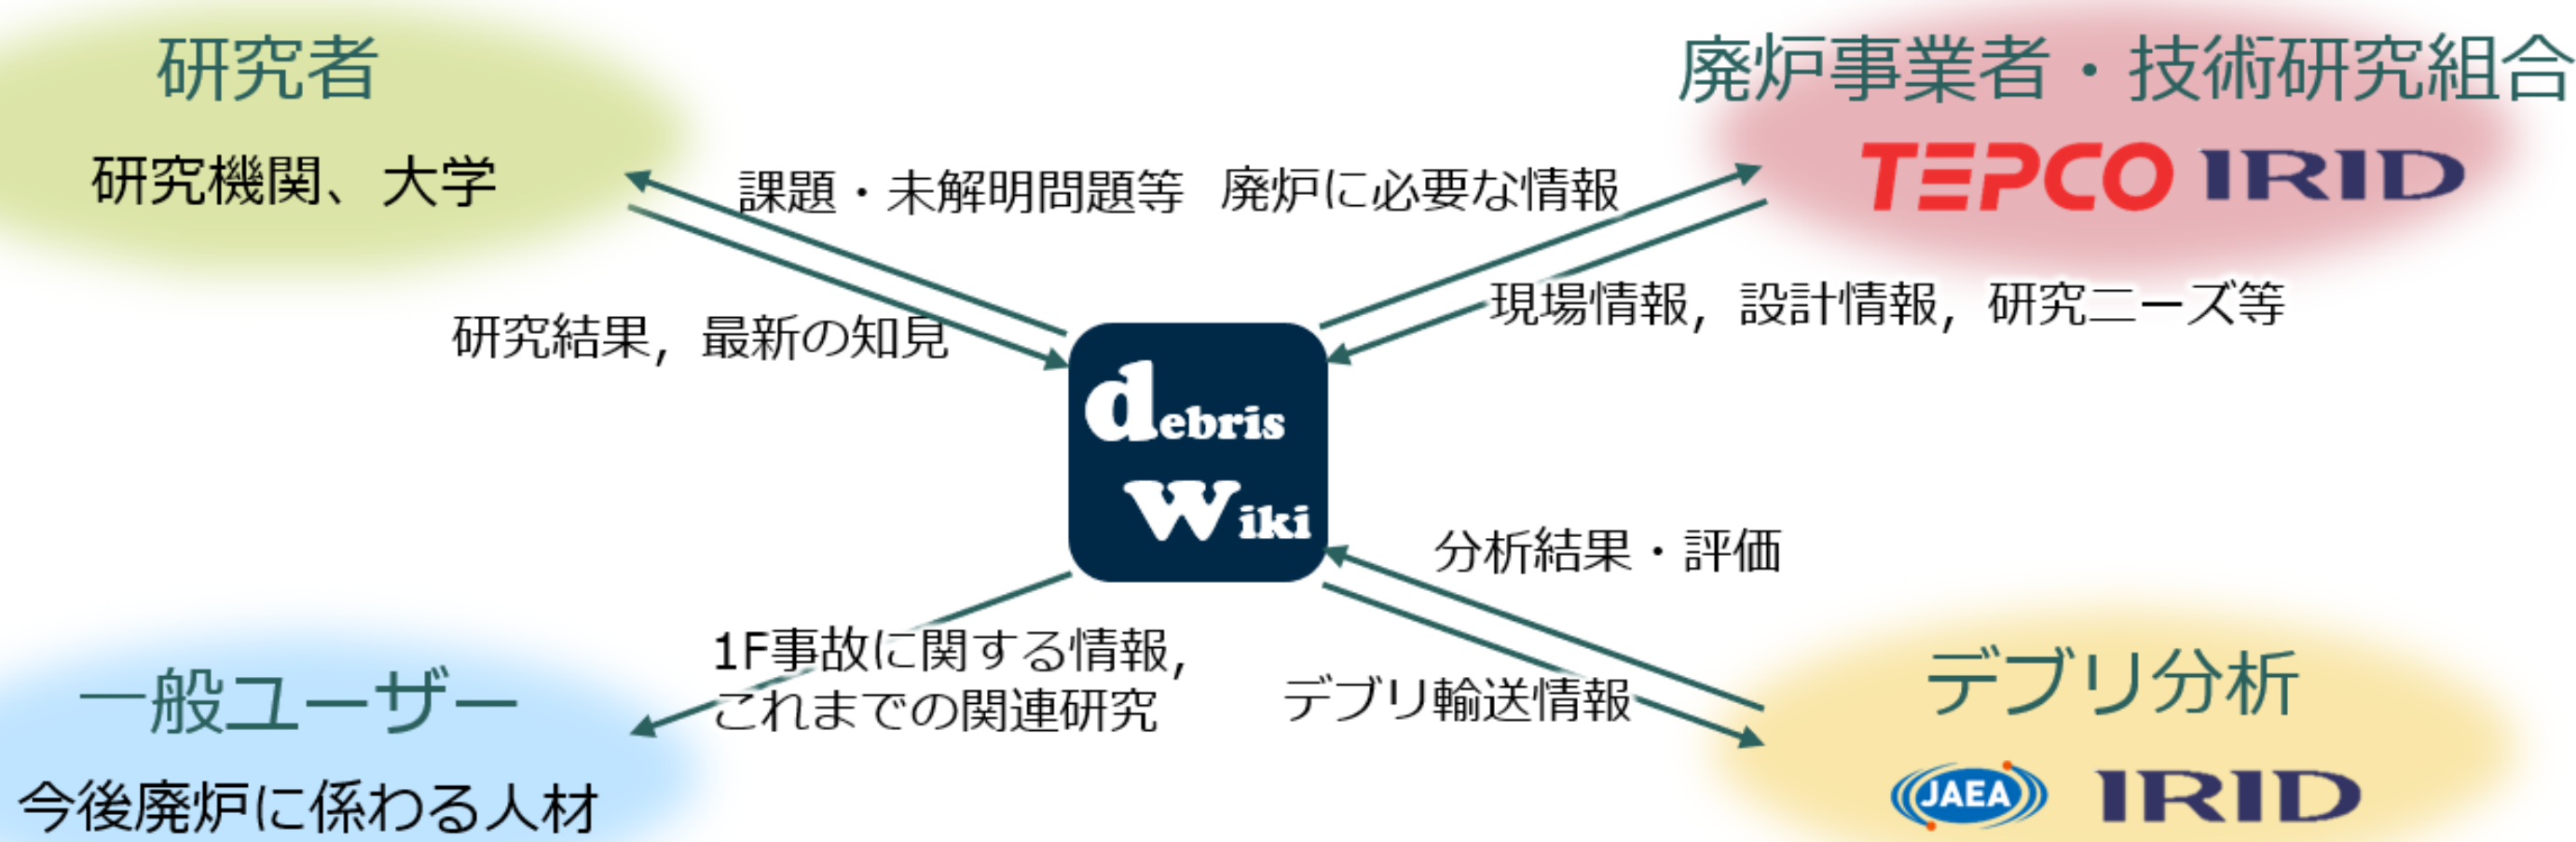 研究者
研究機関、大学
廃炉事業者・技術研究組合
TEPCO IRID
課題・未解明問題等
廃炉に必要な情報
研究結果，最新の知見
現場情報，設計情報，研究ニーズ等
debris
Wiki
分析結果・評価
1F事故に関する情報，
これまでの関連研究
デブリ輸送情報
一般ユーザー
今後廃炉に係わる人材
デブリ分析
JAEA IRID